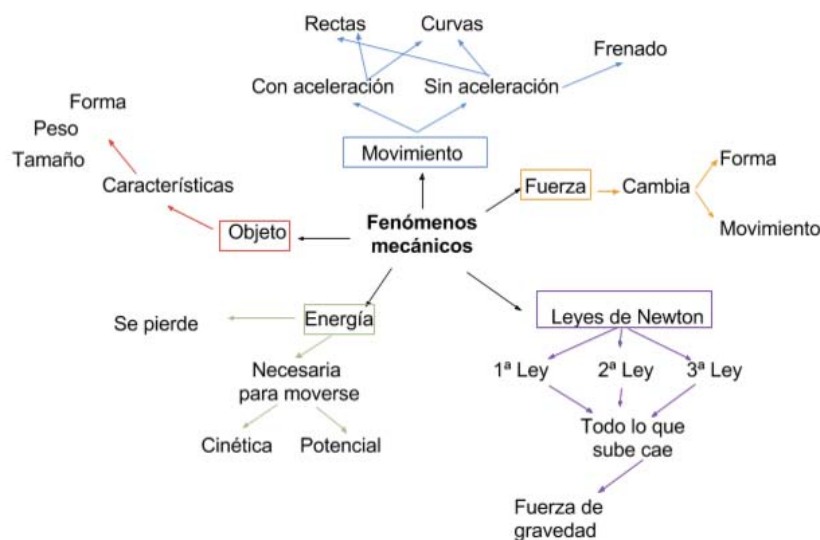 Rectas
Curvas
Frenado
Con aceleración
Sin aceleración
Movimiento
Forma
Peso
Tamaño
Características
Objeto
Fenómenos
mecánicos
Fuerza
Cambia
Forma
Movimiento
Se pierde
Energía
Necesaria
para moverse
Cinética
Potencial
Leyes de Newton
1ª Ley
2ª Ley
3ª Ley
Todo lo que
sube cae
Fuerza de
gravedad